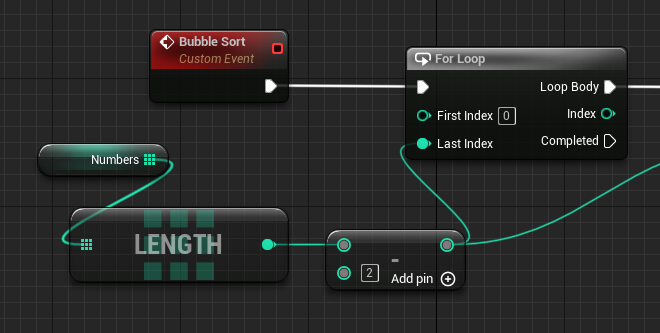 Bubble Sort
Custom Event
For Loop
Loop Body
First Index 0
Index
Last Index
Completed
Numbers
LENGTH
-
2
Add pin